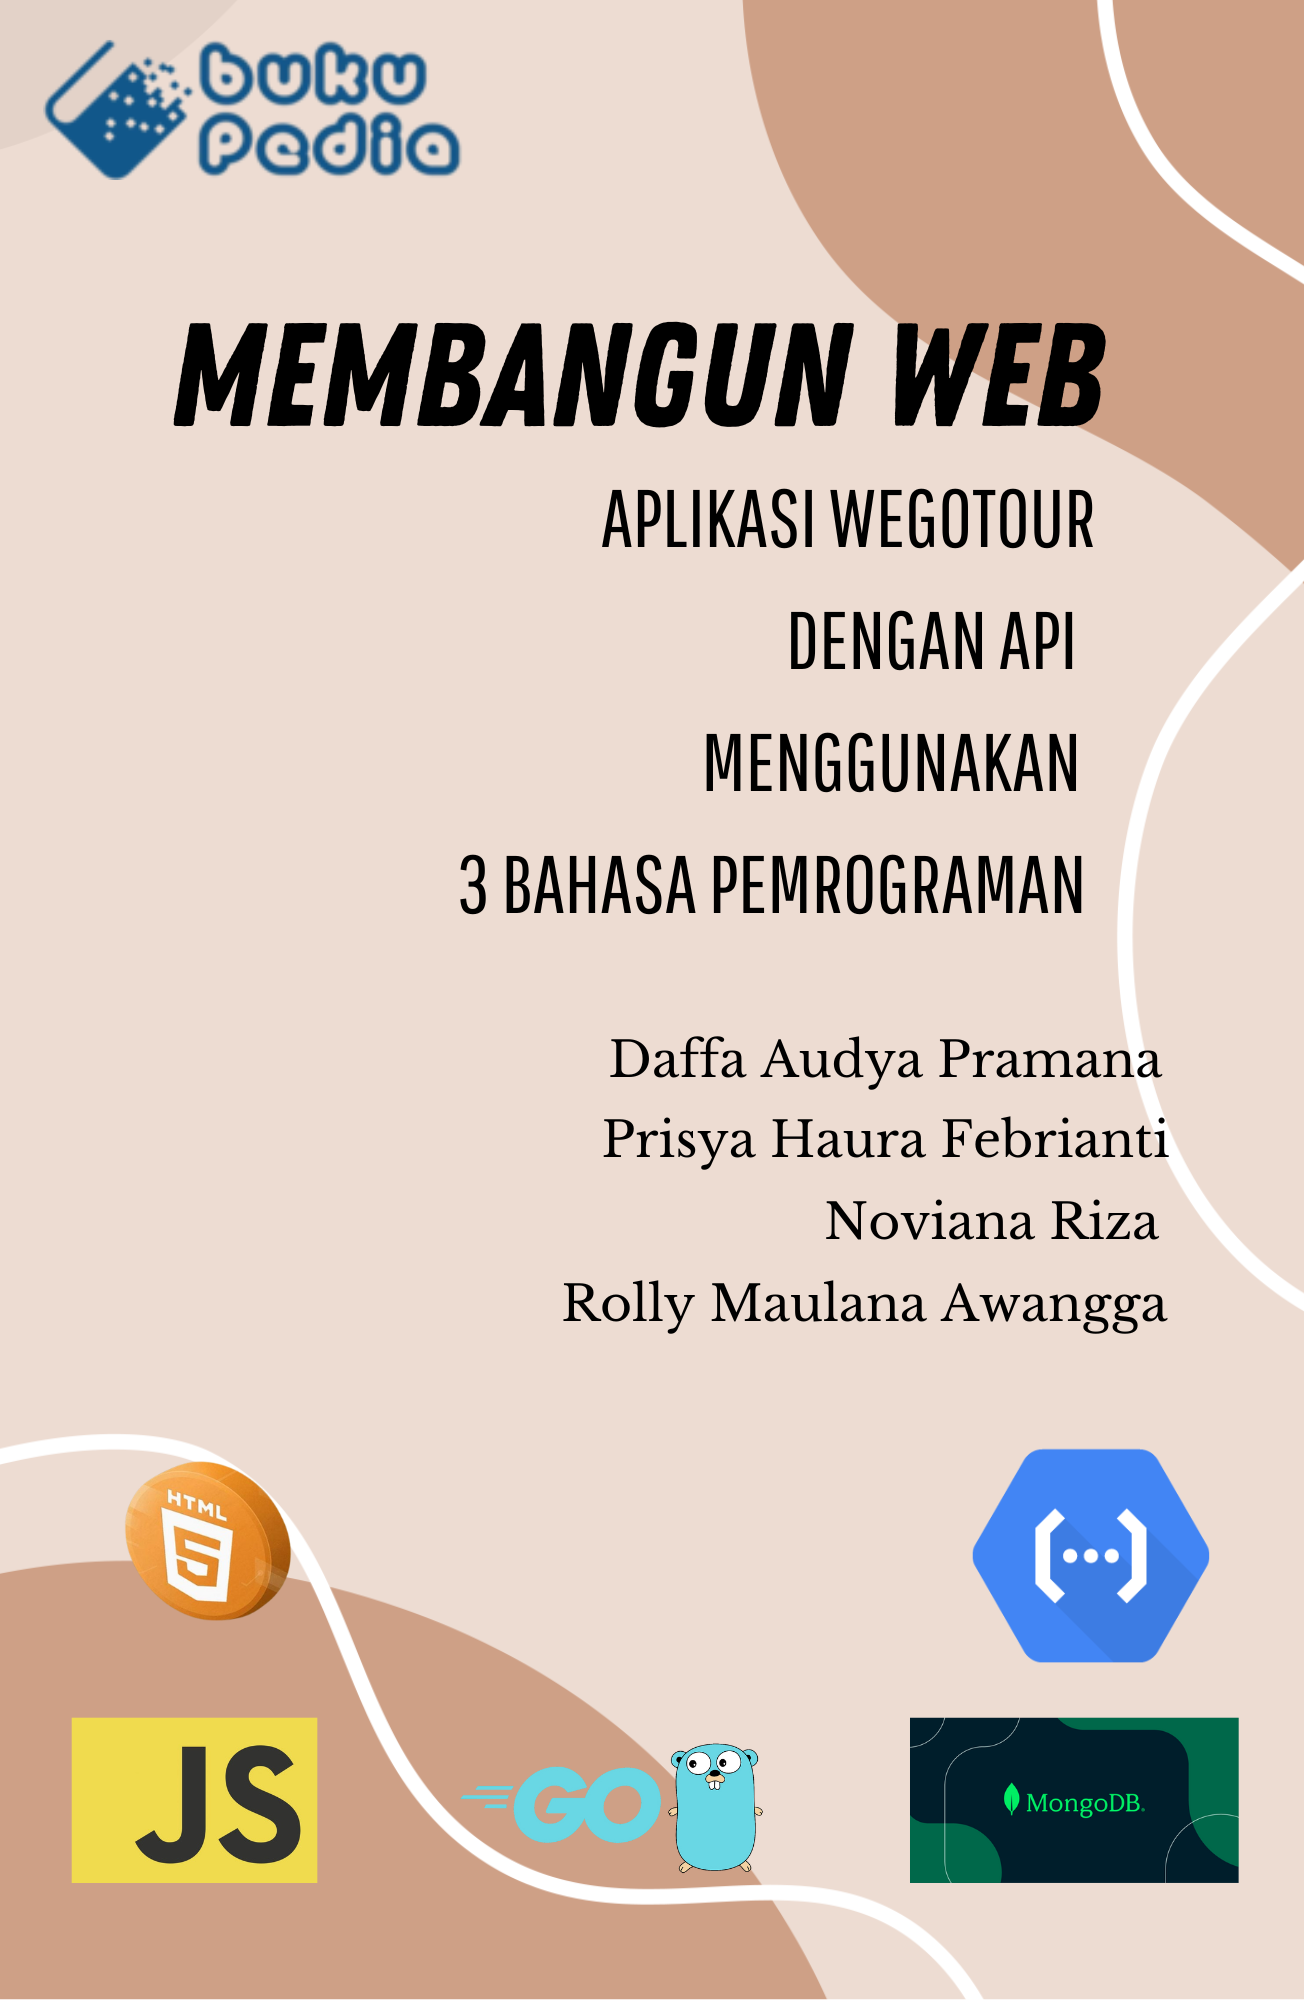 buku
Pedia
MEMBANGUN WEB
APLIKASI WEGOTOUR
DENGAN API
MENGGUNAKAN
3 BAHASA PEMROGRAMAN
Daffa Audya Pramana
Prisya Haura Febrianti
Noviana Riza
Rolly Maulana Awangga
HTML
5
JS
GO
MongoDB®